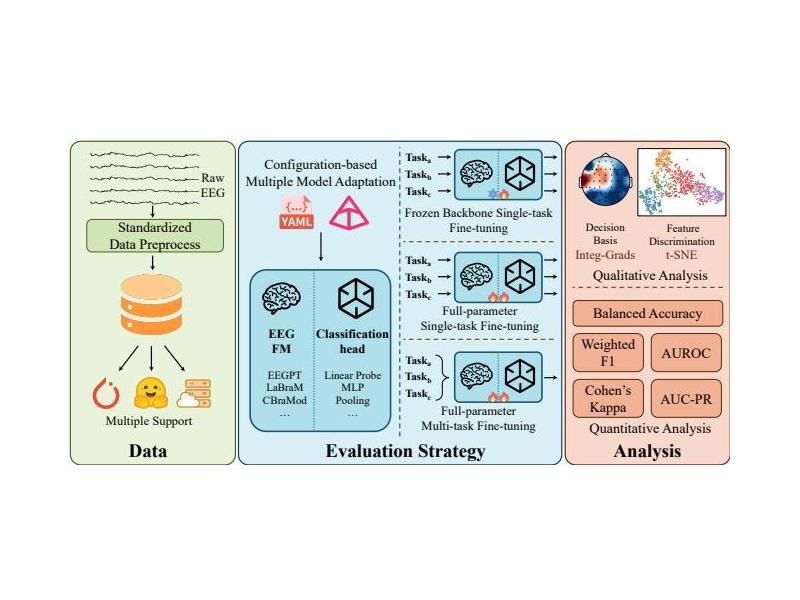 Raw
EEG
Standardized
Data Preprocess
Multiple Support
Data
Configuration-based
Multiple Model Adaptation
{...}
YAML
EEG
FM
EEGPT
LaBraM
CBraMod
...
Classification
head
Linear Probe
MLP
Pooling
...
Task_a
Task_b
Task_c
Frozen Backbone Single-task
Fine-tuning
Task_a
Task_b
Task_c
Full-parameter
Single-task Fine-tuning
Task_a
Task_b
Task_c
Full-parameter
Multi-task Fine-tuning
Evaluation Strategy
Decision
Basis
Integ-Grads
Feature
Discrimination
t-SNE
Qualitative Analysis
Balanced Accuracy
Weighted
F1
AUROC
Cohen's
Kappa
AUC-PR
Quantitative Analysis
Analysis